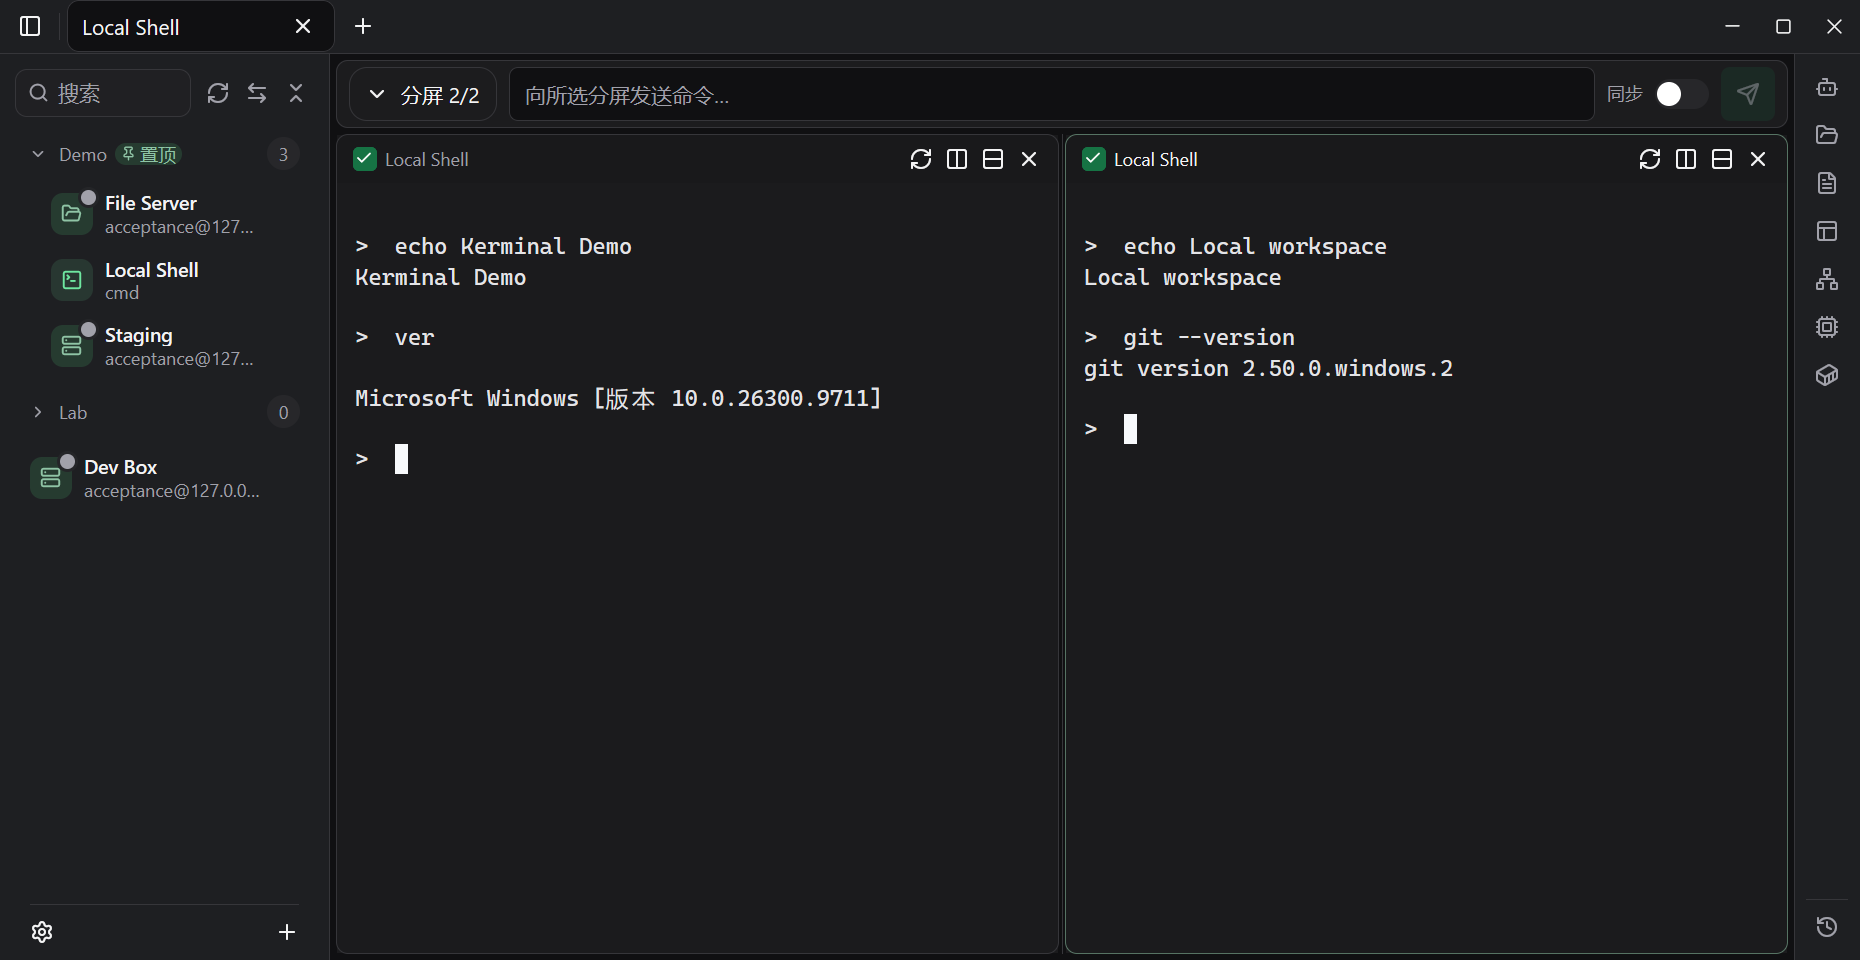 Local Shell
搜索
分屏 2/2
向所选分屏发送命令...
同步
Demo 置顶 3
File Server
acceptance@127...
Local Shell
cmd
Staging
acceptance@127...
Lab 0
Dev Box
acceptance@127.0.0...
Local Shell
> echo Kerminal Demo
Kerminal Demo
> ver
Microsoft Windows [版本 10.0.26300.9711]
>
Local Shell
> echo Local workspace
Local workspace
> git --version
git version 2.50.0.windows.2
>